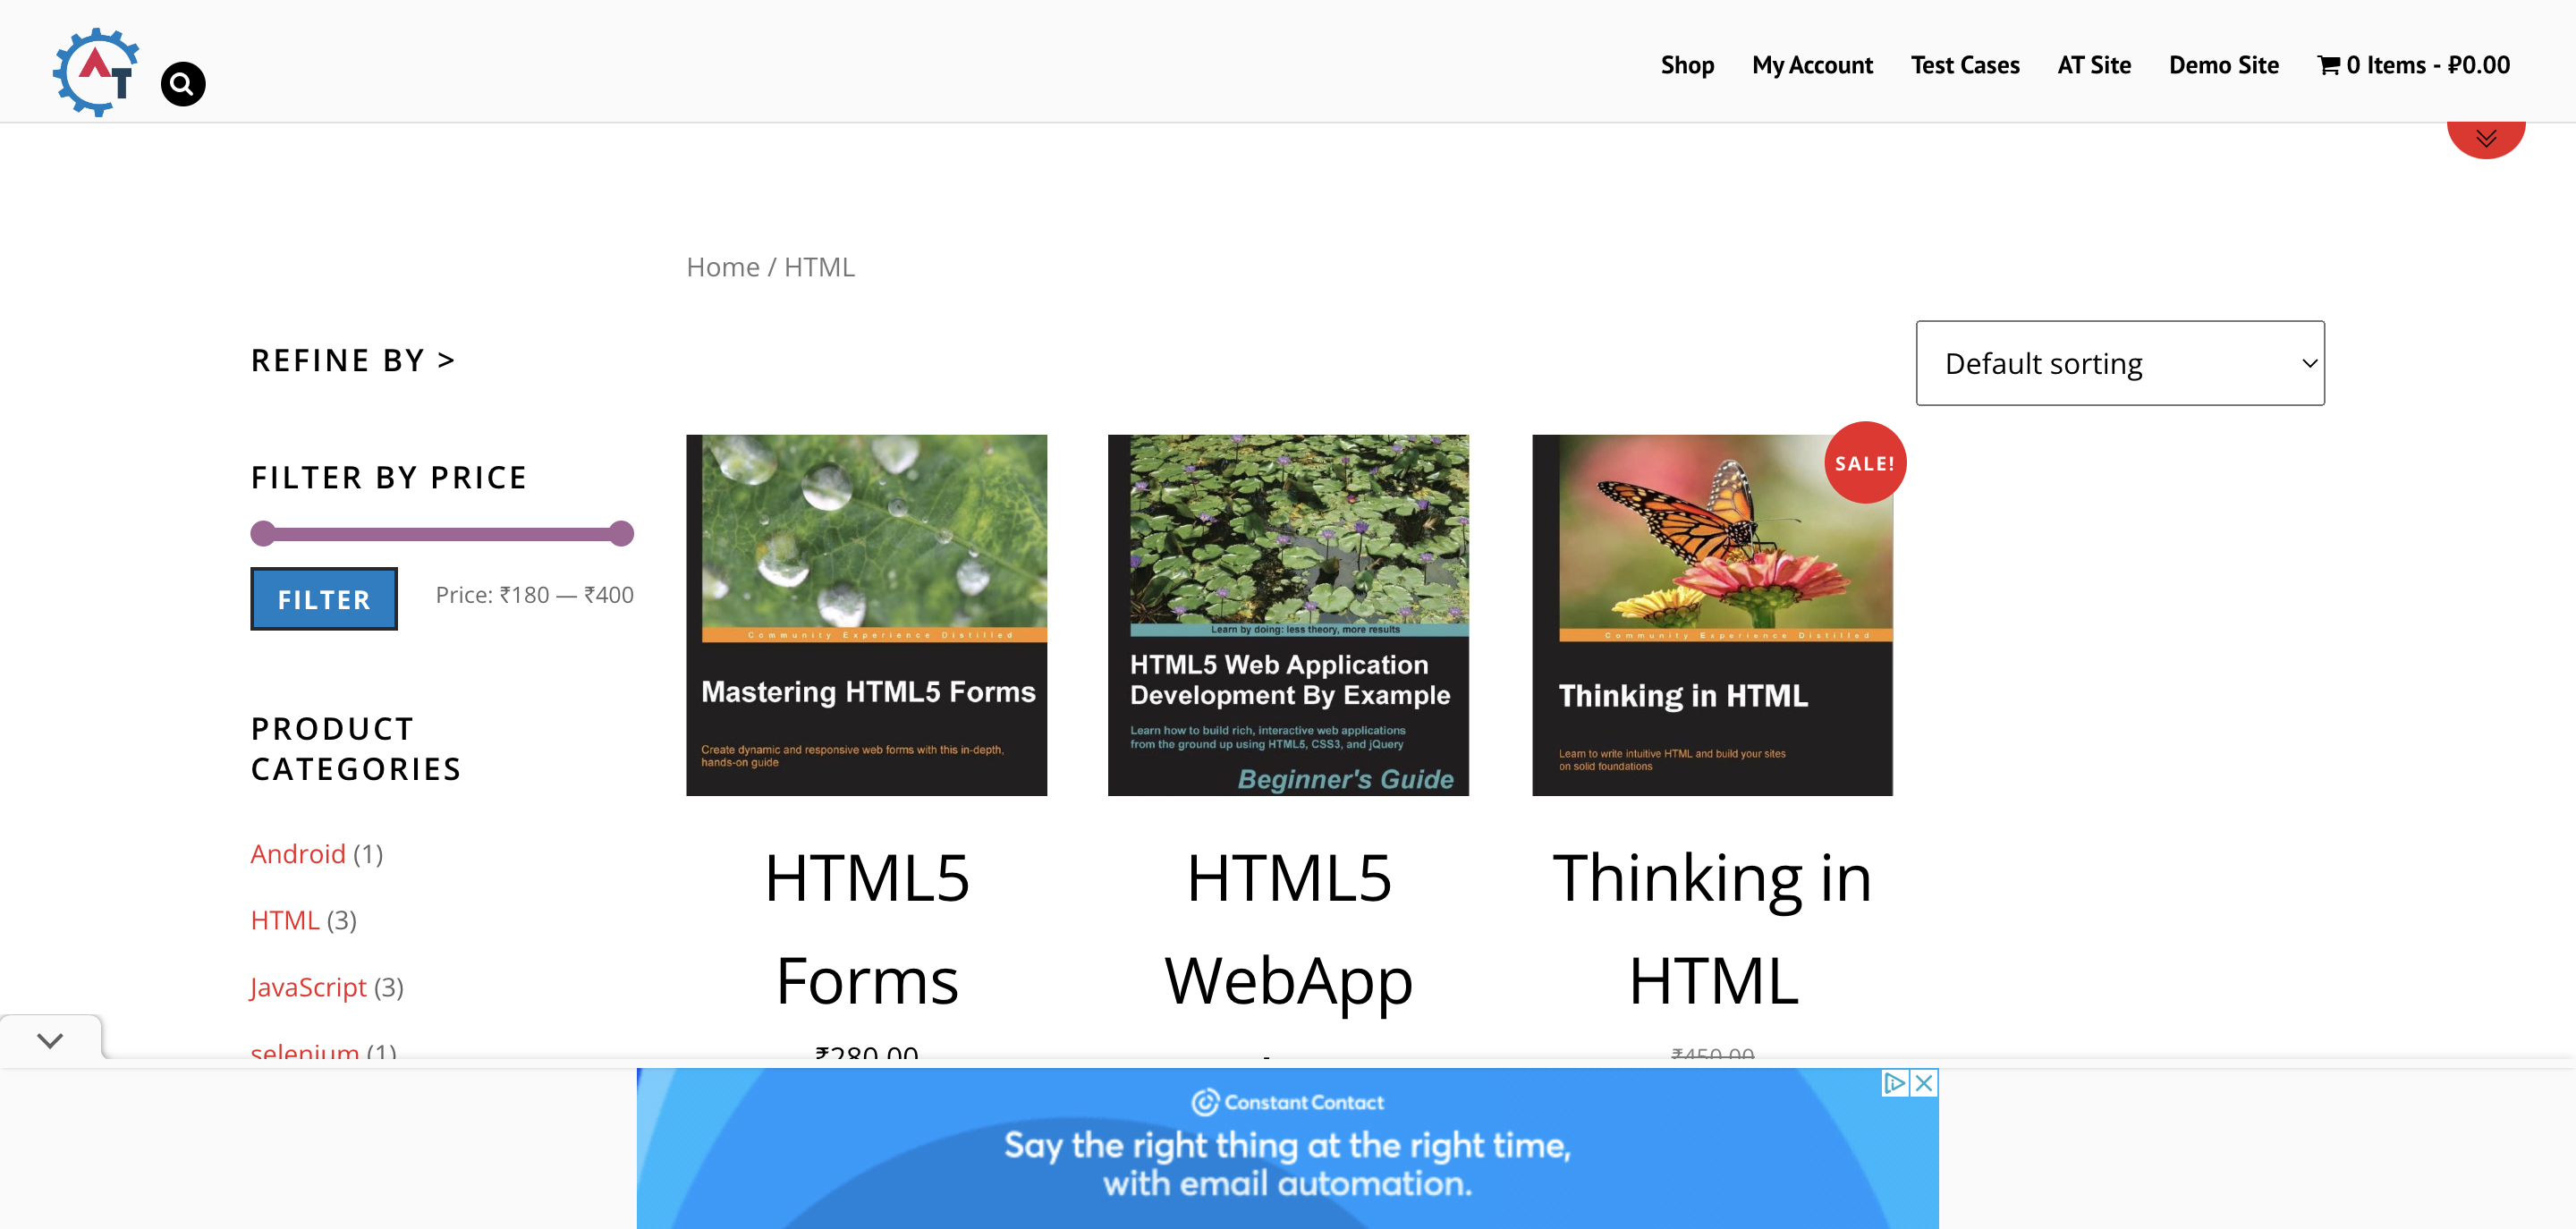 AT
Shop My Account Test Cases AT Site Demo Site 0 Items - ₽0.00
Home / HTML
REFINE BY >
Default sorting
FILTER BY PRICE
FILTER
Price: ₹180 — ₹400
PRODUCT
CATEGORIES
Android (1)
HTML (3)
JavaScript (3)
selenium (1)
Community Experience Distilled
Mastering HTML5 Forms
Create dynamic and responsive web forms with this in-depth,
hands-on guide
HTML5
Forms
₹280.00
Learn by doing: less theory, more results
HTML5 Web Application
Development By Example
Learn how to build rich, interactive web applications
from the ground up using HTML5, CSS3, and jQuery
Beginner's Guide
HTML5
WebApp
SALE!
Community Experience Distilled
Thinking in HTML
Learn to write intuitive HTML and build your sites
on solid foundations
Thinking in
HTML
₹450.00
Constant Contact
Say the right thing at the right time,
with email automation.